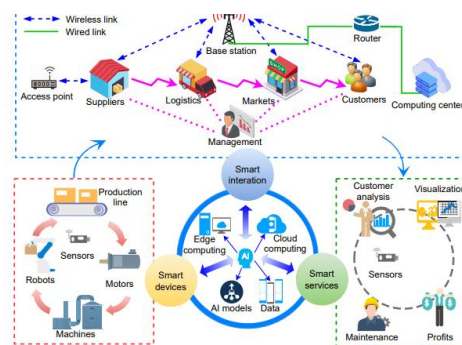 Wireless link
Wired link
Base station
Router
Access point
Suppliers
Logistics
Markets
Customers
Computing center
Management
Smart
interation
Production
line
Sensors
Robots
Motors
Machines
Edge
computing
Cloud
computing
AI
Smart
devices
Smart
services
AI models
Data
Customer
analysis
Visualization
Sensors
Maintenance
Profits